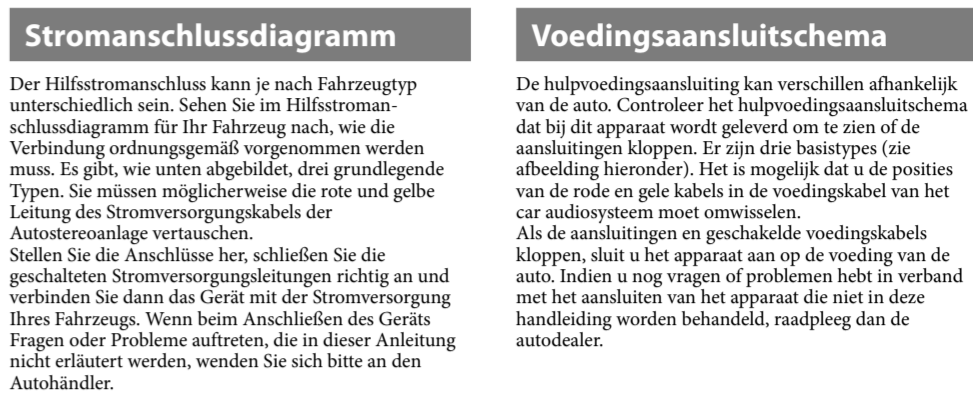 Stromanschlussdiagramm
Der Hilfsstromanschluss kann je nach Fahrzeugtyp
unterschiedlich sein. Sehen Sie im Hilfsstroman-
schlussdiagramm für Ihr Fahrzeug nach, wie die
Verbindung ordnungsgemäß vorgenommen werden
muss. Es gibt, wie unten abgebildet, drei grundlegende
Typen. Sie müssen möglicherweise die rote und gelbe
Leitung des Stromversorgungskabels der
Autostereoanlage vertauschen.
Stellen Sie die Anschlüsse her, schließen Sie die
geschalteten Stromversorgungsleitungen richtig an und
verbinden Sie dann das Gerät mit der Stromversorgung
Ihres Fahrzeugs. Wenn beim Anschließen des Geräts
Fragen oder Probleme auftreten, die in dieser Anleitung
nicht erläutert werden, wenden Sie sich bitte an den
Autohändler.
Voedingsaansluitschema
De hulpvoedingsaansluiting kan verschillen afhankelijk
van de auto. Controleer het hulpvoedingsaansluitschema
dat bij dit apparaat wordt geleverd om te zien of de
aansluitingen kloppen. Er zijn drie basistypes (zie
afbeelding hieronder). Het is mogelijk dat u de posities
van de rode en gele kabels in de voedingskabel van het
car audiosysteem moet omwisselen.
Als de aansluitingen en geschakelde voedingskabels
kloppen, sluit u het apparaat aan op de voeding van de
auto. Indien u nog vragen of problemen hebt in verband
met het aansluiten van het apparaat die niet in deze
handleiding worden behandeld, raadpleeg dan de
autodealer.